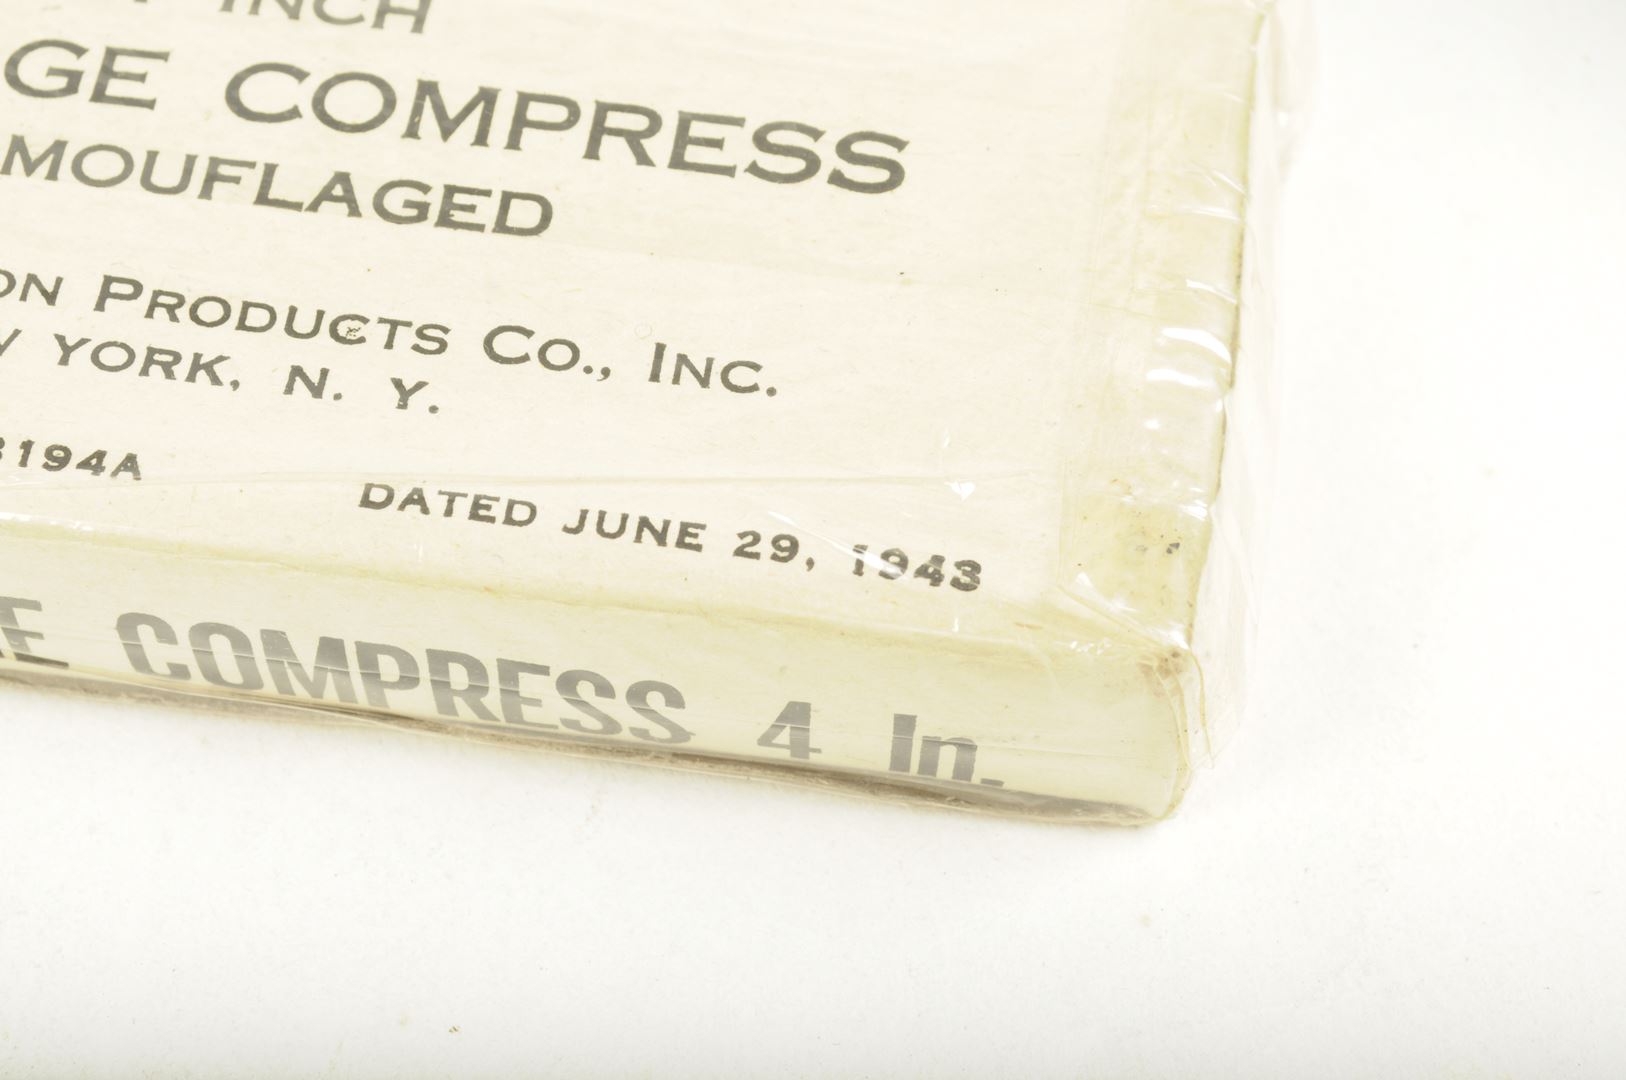 INCH
GE COMPRESS
MOUFLAGED
ON PRODUCTS CO., INC.
YORK, N. Y.
194A
DATED JUNE 29, 1943
E COMPRESS 4 In.